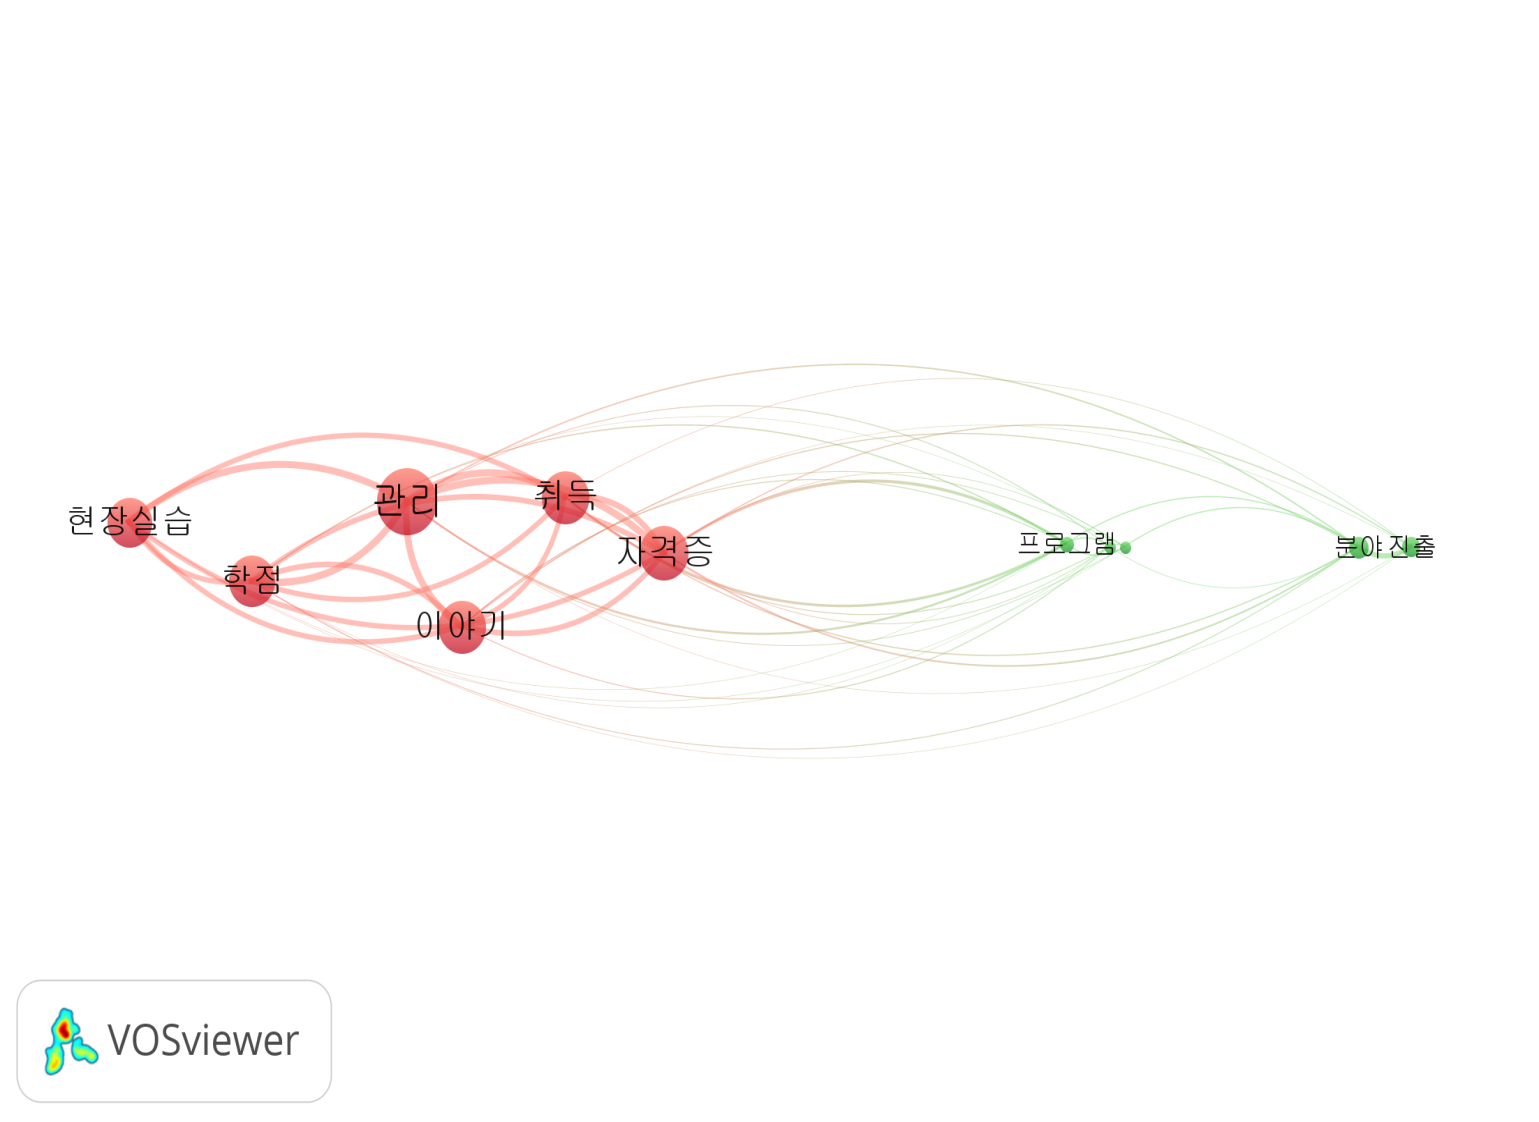 현장실습
학점
관리
이야기
취득
자격증
프로그램
분야 진출
VOSviewer